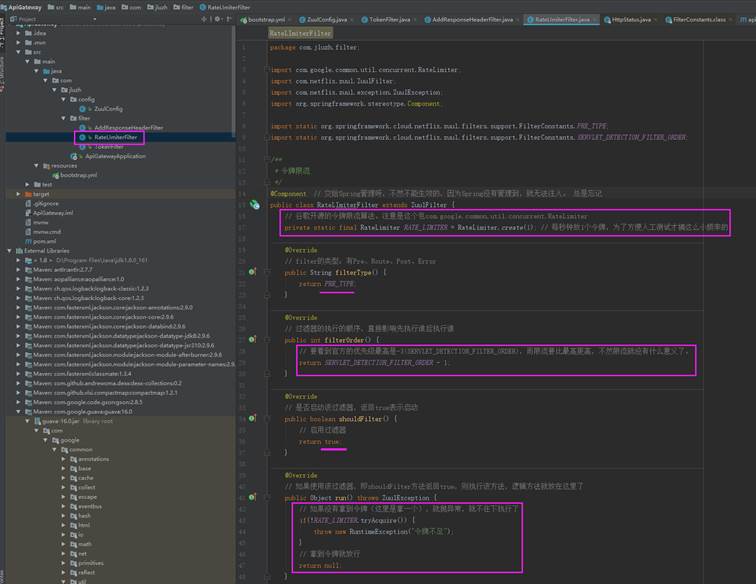 ApiGateway src main java com jluzh filter RateLimiterFilter
Project
bootstrap.yml ZuulConfig.java TokenFilter.java AddResponseHeaderFilter.java RateLimiterFilter.java HttpStatus.java FilterConstants.class
.idea
.mvn
src
main
java
com
jluzh
config
ZuulConfig
filter
AddResponseHeaderFilter
RateLimiterFilter
TokenFilter
ApiGatewayApplication
resources
bootstrap.yml
test
target
.gitignore
ApiGateway.iml
mvnw
mvnw.cmd
pom.xml
External Libraries
< 1.8 > D:\Program Files\Java\jdk1.8.0_161
Maven: antlr:antlr:2.7.7
Maven: aopalliance:aopalliance:1.0
Maven: ch.qos.logback:logback-classic:1.2.3
Maven: ch.qos.logback:logback-core:1.2.3
Maven: com.fasterxml.jackson.core:jackson-annotations:2.9.0
Maven: com.fasterxml.jackson.core:jackson-core:2.9.6
Maven: com.fasterxml.jackson.core:jackson-databind:2.9.6
Maven: com.fasterxml.jackson.datatype:jackson-datatype-jdk8:2.9.6
Maven: com.fasterxml.jackson.datatype:jackson-datatype-jsr310:2.9.6
Maven: com.fasterxml.jackson.module:jackson-module-afterburner:2.9.6
Maven: com.fasterxml.jackson.module:jackson-module-parameter-names:2.9.
Maven: com.fasterxml:classmate:1.3.4
Maven: com.github.andrewoma.dexx:dexx-collections:0.2
Maven: com.github.vlsi.compactmap:compactmap:1.2.1
Maven: com.google.code.gson:gson:2.8.5
Maven: com.google.guava:guava:16.0
guava-16.0.jar library root
com
google
common
annotations
base
cache
collect
escape
eventbus
hash
html
io
math
net
primitives
reflect
util
RateLimiterFilter
package com.jluzh.filter;
import com.google.common.util.concurrent.RateLimiter;
import com.netflix.zuul.ZuulFilter;
import com.netflix.zuul.exception.ZuulException;
import org.springframework.stereotype.Component;
import static org.springframework.cloud.netflix.zuul.filters.support.FilterConstants.PRE_TYPE;
import static org.springframework.cloud.netflix.zuul.filters.support.FilterConstants.SERVLET_DETECTION_FILTER_ORDER;
/**
* 令牌限流
*/
@Component // 交给Spring管理呀，不然不能生效的，因为Spring没有管理到，就无法注入， 总是忘记
public class RateLimiterFilter extends ZuulFilter {
// 谷歌开源的令牌限流算法，注意是这个包com.google.common.util.concurrent.RateLimiter
private static final RateLimiter RATE_LIMITER = RateLimiter.create(1); // 每秒钟放1个令牌，为了方便人工测试才搞这么小频率的
@Override
// filter的类型，有Pre、Route、Post、Error
public String filterType() {
return PRE_TYPE;
}
@Override
// 过滤器的执行的顺序，直接影响先执行谁后执行谁
public int filterOrder() {
// 要看到官方的优先级最高是-3(SERVLET_DETECTION_FILTER_ORDER)，而限流要比最高更高，不然限流就没有什么意义了，
return SERVLET_DETECTION_FILTER_ORDER - 1;
}
@Override
// 是否启动该过滤器，返回true表示启动
public boolean shouldFilter() {
// 启用过滤器
return true;
}
@Override
// 如果使用该过滤器，即shouldFilter方法返回true，则执行该方法，逻辑方法就放在这里了
public Object run() throws ZuulException {
// 如果没有拿到令牌（这里是拿一个），就抛异常，就不往下执行了
if(!RATE_LIMITER.tryAcquire()) {
throw new RuntimeException("令牌不足");
}
// 拿到令牌就放行
return null;
}